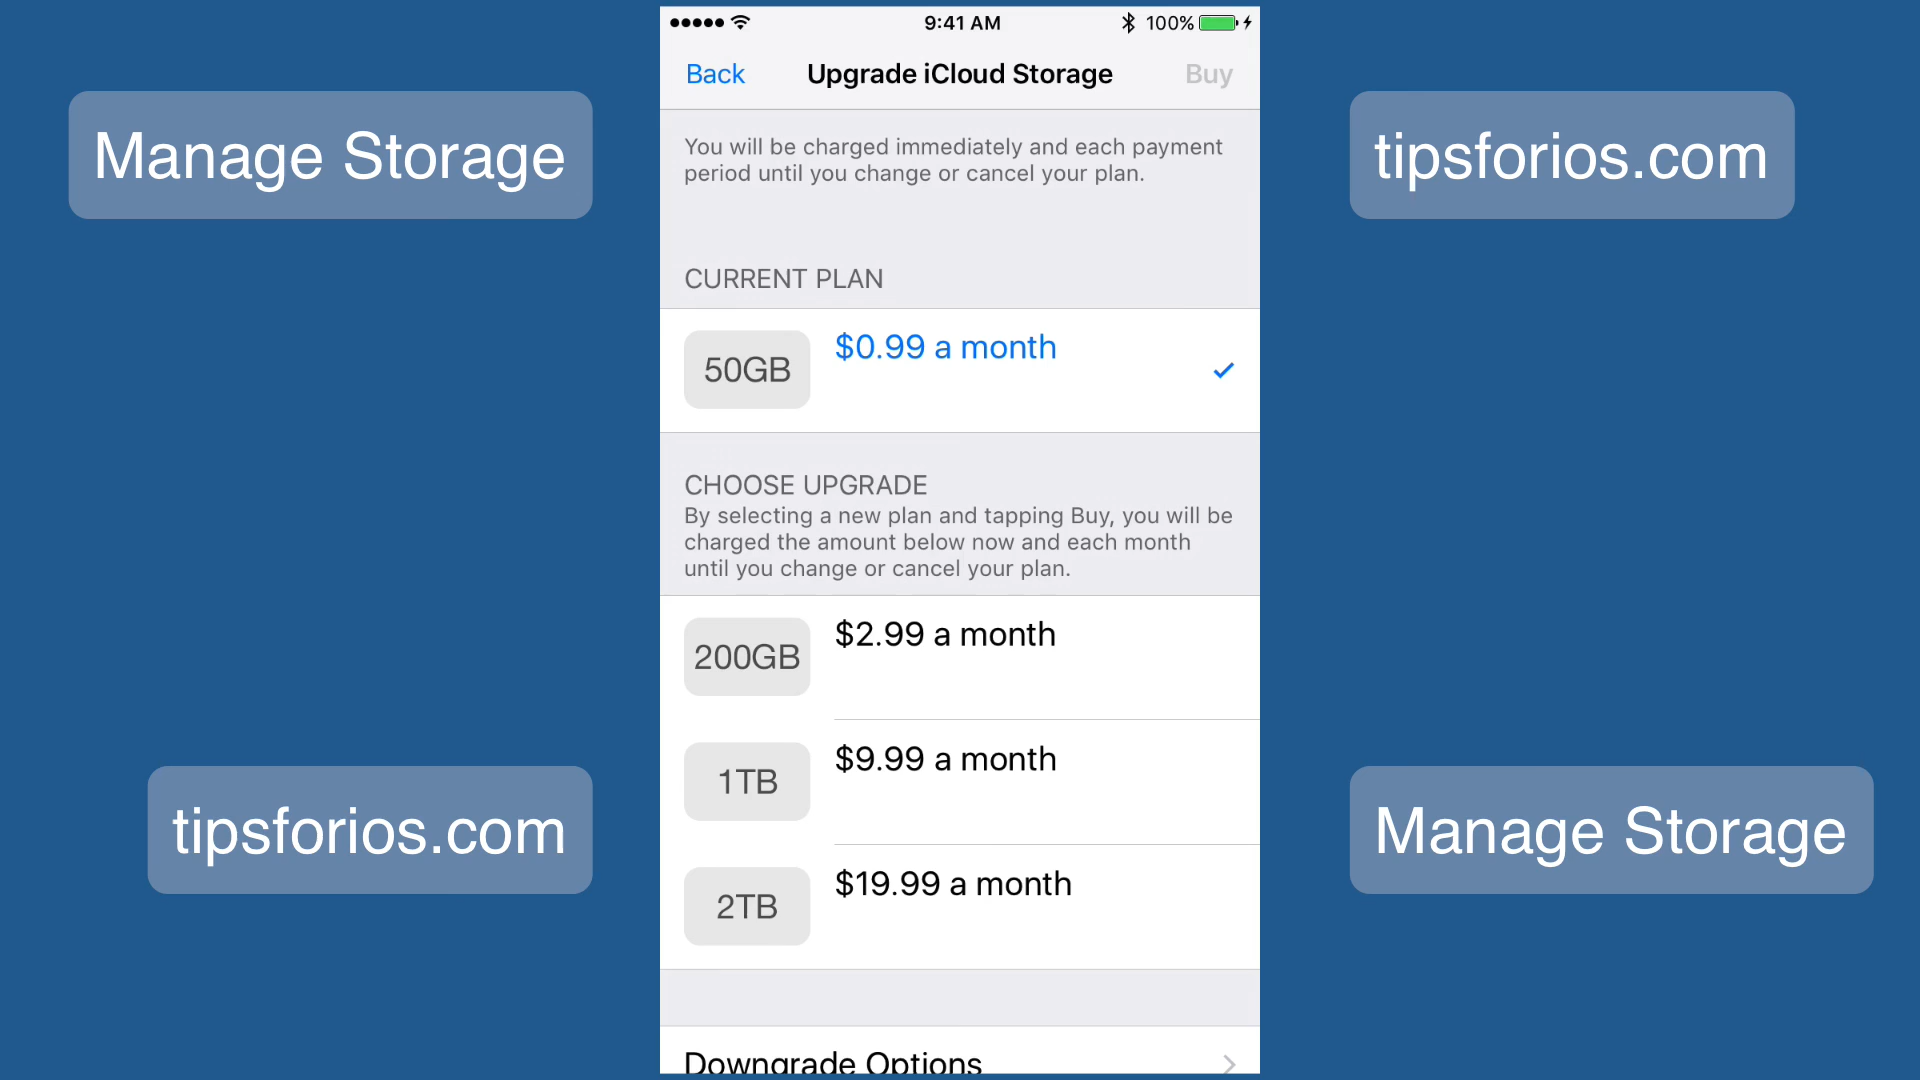 9:41 AM
100%
Back
Upgrade iCloud Storage
Buy
Manage Storage
tipsforios.com
You will be charged immediately and each payment
period until you change or cancel your plan.
CURRENT PLAN
50GB
$0.99 a month
CHOOSE UPGRADE
By selecting a new plan and tapping Buy, you will be
charged the amount below now and each month
until you change or cancel your plan.
200GB
$2.99 a month
1TB
$9.99 a month
tipsforios.com
Manage Storage
2TB
$19.99 a month
Downgrade Options